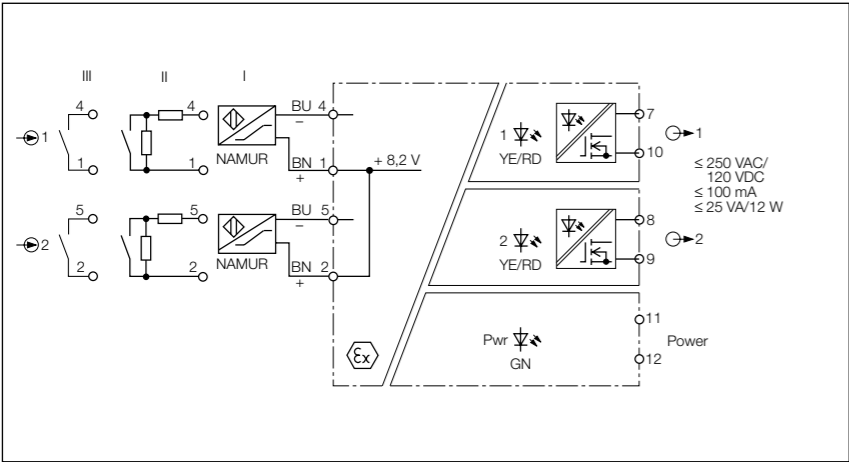 III II I
4 4 BU 4
−
1
1 1 NAMUR BN 1 + 8,2 V
+
5 5 BU 5
−
2
2 2 NAMUR BN 2
+
Ex
1
YE/RD
7
10
1
≤ 250 VAC/
120 VDC
≤ 100 mA
≤ 25 VA/12 W
2
YE/RD
8
9
2
Pwr
GN
11
12
Power